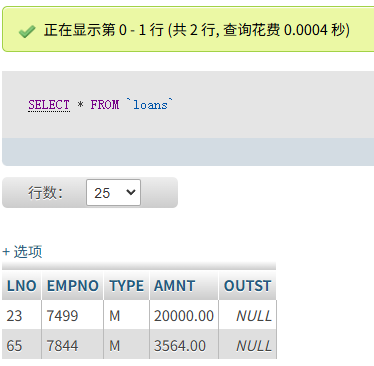 正在显示第 0 - 1 行 (共 2 行, 查询花费 0.0004 秒)
SELECT * FROM `loans`
行数: 25
+ 选项
LNO EMPNO TYPE AMNT OUTST
23 7499 M 20000.00 NULL
65 7844 M 3564.00 NULL